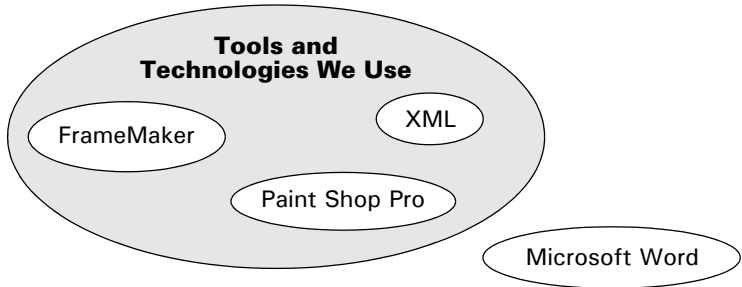 Tools and
Technologies We Use
XML
FrameMaker
Paint Shop Pro
Microsoft Word